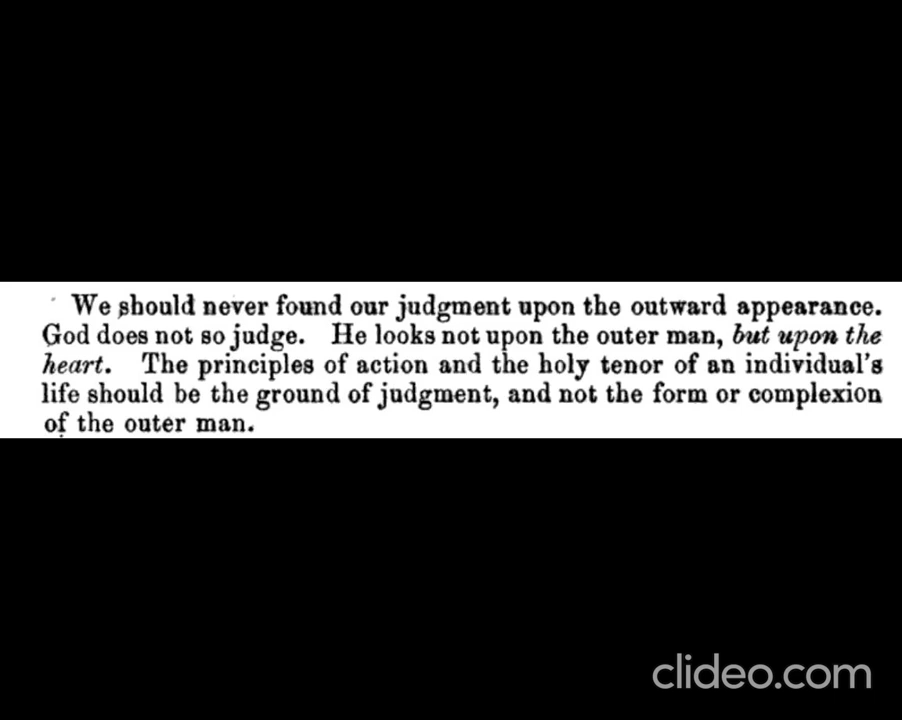 We should never found our judgment upon the outward appearance.
God does not so judge. He looks not upon the outer man, but upon the
heart. The principles of action and the holy tenor of an individual's
life should be the ground of judgment, and not the form or complexion
of the outer man.
clideo.com